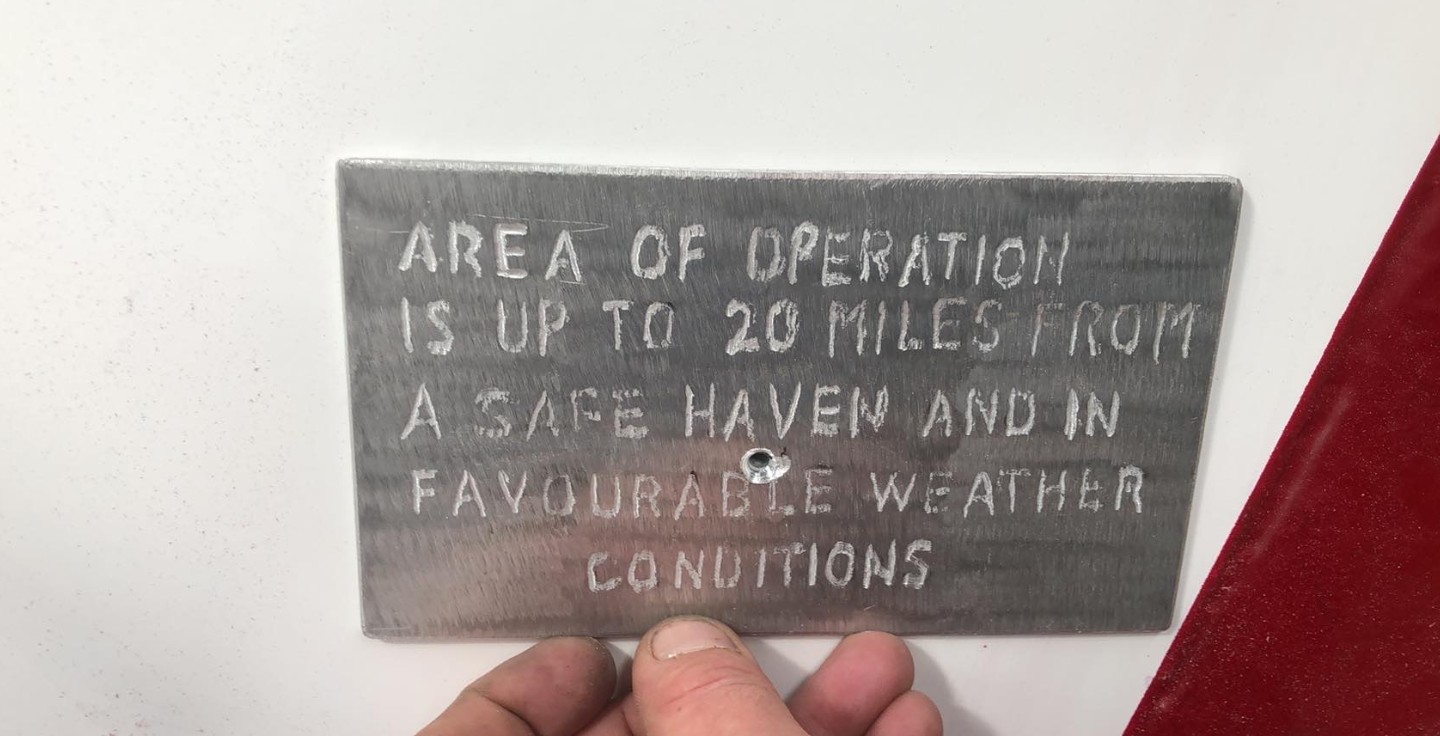 AREA OF OPERATION
IS UP TO 20 MILES FROM
A SAFE HAVEN AND IN
FAVOURABLE WEATHER
CONDITIONS